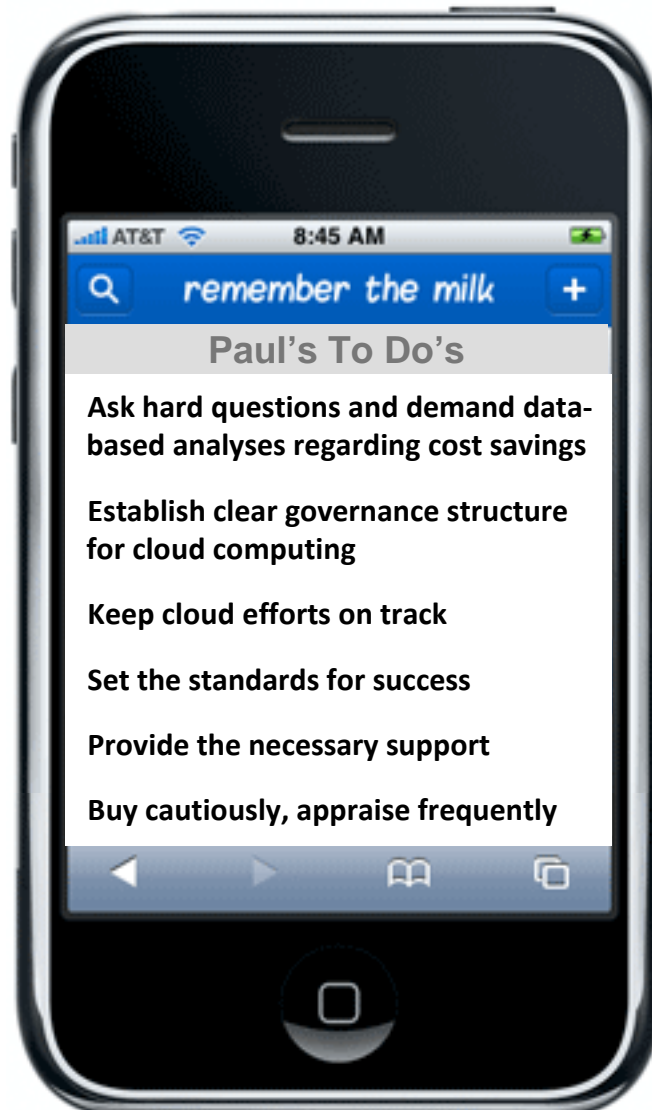 AT&T 8:45 AM
remember the milk
Paul’s To Do’s
Ask hard questions and demand data-
based analyses regarding cost savings
Establish clear governance structure
for cloud computing
Keep cloud efforts on track
Set the standards for success
Provide the necessary support
Buy cautiously, appraise frequently